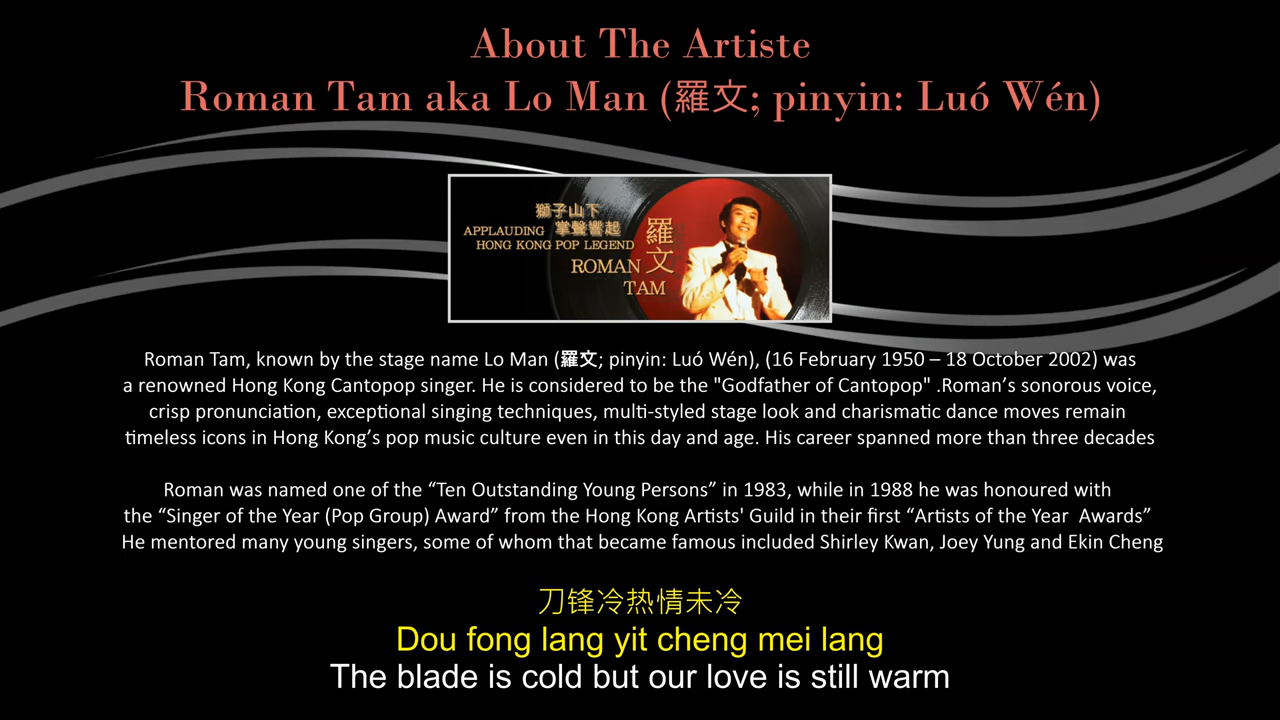 About The Artiste
Roman Tam aka Lo Man (羅文; pinyin: Luó Wén)
獅子山下
APPLAUDING 掌聲響起
HONG KONG POP LEGEND
羅文
ROMAN
TAM
Roman Tam, known by the stage name Lo Man (羅文; pinyin: Luó Wén), (16 February 1950 – 18 October 2002) was
a renowned Hong Kong Cantopop singer. He is considered to be the "Godfather of Cantopop" .Roman’s sonorous voice,
crisp pronunciation, exceptional singing techniques, multi-styled stage look and charismatic dance moves remain
timeless icons in Hong Kong’s pop music culture even in this day and age. His career spanned more than three decades
Roman was named one of the “Ten Outstanding Young Persons” in 1983, while in 1988 he was honoured with
the “Singer of the Year (Pop Group) Award” from the Hong Kong Artists' Guild in their first “Artists of the Year  Awards”
He mentored many young singers, some of whom that became famous included Shirley Kwan, Joey Yung and Ekin Cheng
刀锋冷热情未冷
Dou fong lang yit cheng mei lang
The blade is cold but our love is still warm